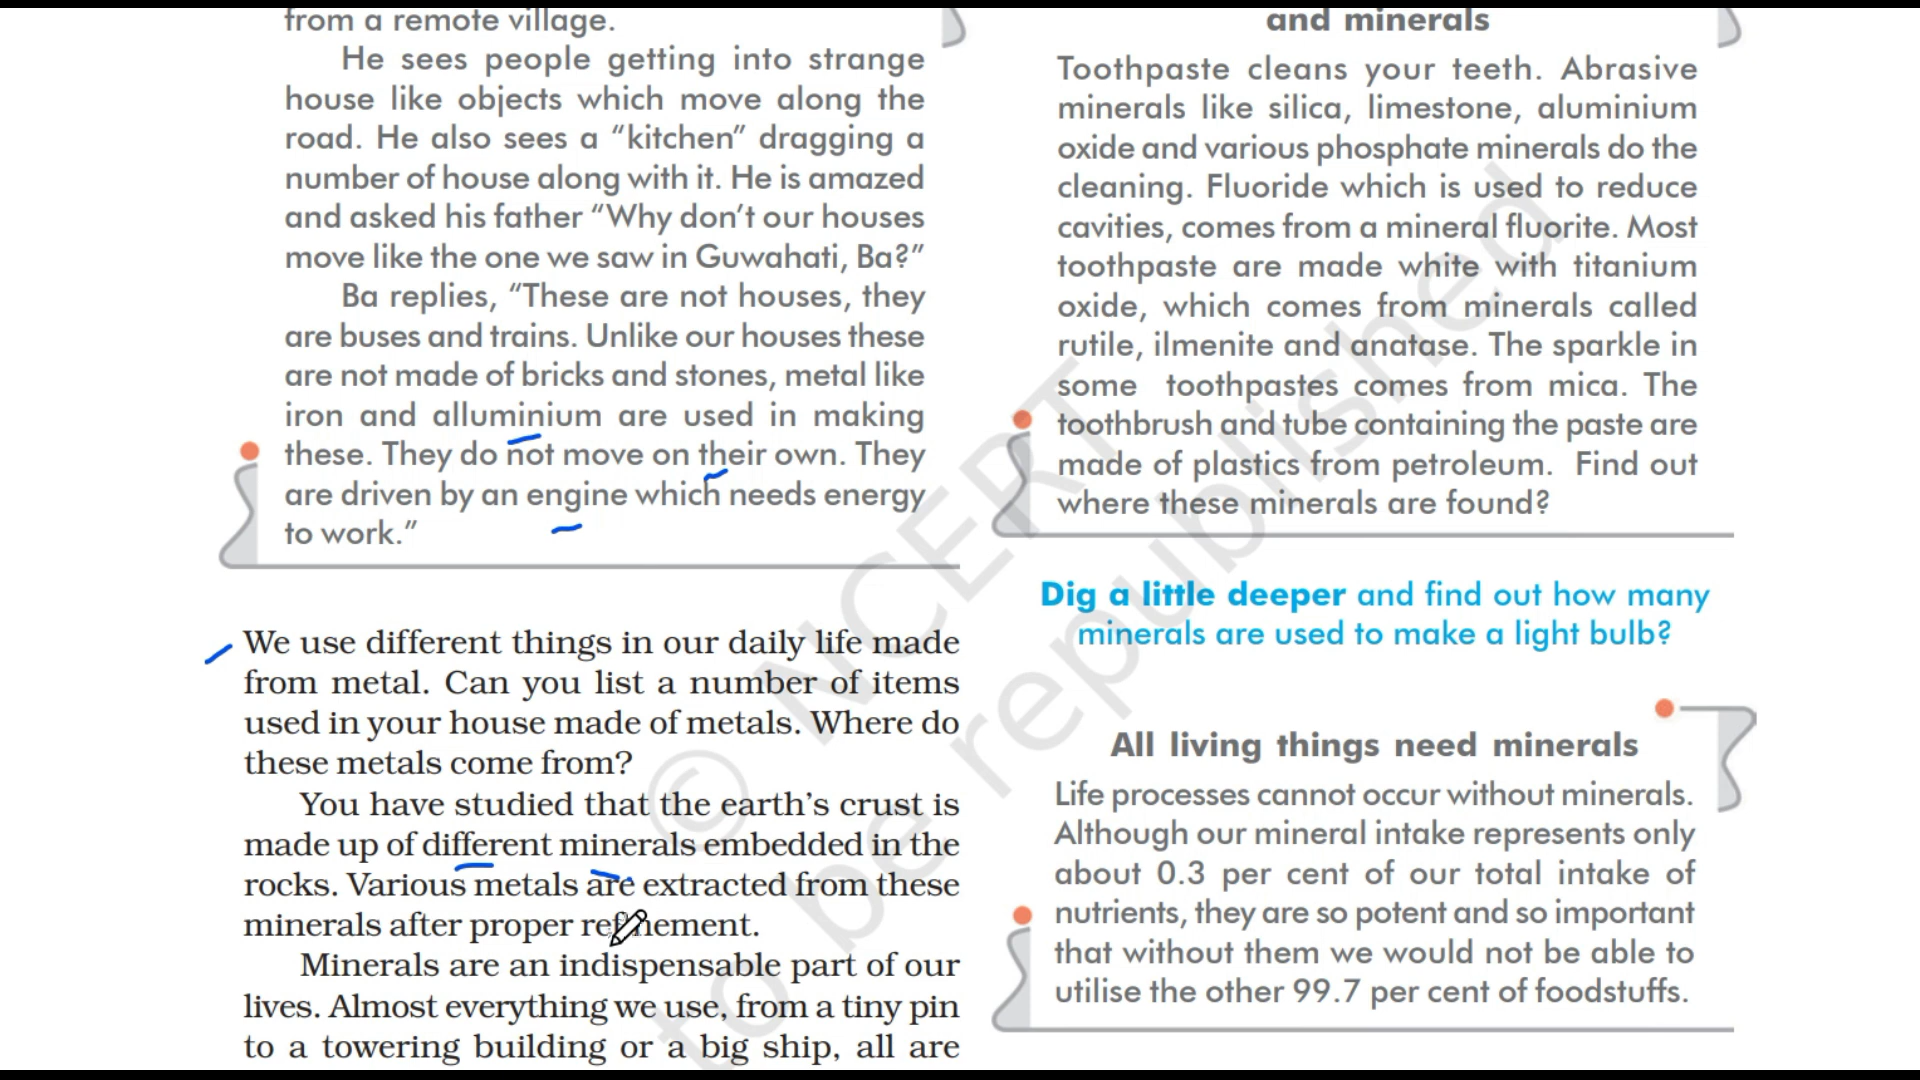 from a remote village.
He sees people getting into strange
house like objects which move along the
road. He also sees a “kitchen” dragging a
number of house along with it. He is amazed
and asked his father “Why don’t our houses
move like the one we saw in Guwahati, Ba?”
Ba replies, “These are not houses, they
are buses and trains. Unlike our houses these
are not made of bricks and stones, metal like
iron and alluminium are used in making
these. They do not move on their own. They
are driven by an engine which needs energy
to work.”
We use different things in our daily life made
from metal. Can you list a number of items
used in your house made of metals. Where do
these metals come from?
You have studied that the earth’s crust is
made up of different minerals embedded in the
rocks. Various metals are extracted from these
minerals after proper refinement.
Minerals are an indispensable part of our
lives. Almost everything we use, from a tiny pin
to a towering building or a big ship, all are
and minerals
Toothpaste cleans your teeth. Abrasive
minerals like silica, limestone, aluminium
oxide and various phosphate minerals do the
cleaning. Fluoride which is used to reduce
cavities, comes from a mineral fluorite. Most
toothpaste are made white with titanium
oxide, which comes from minerals called
rutile, ilmenite and anatase. The sparkle in
some toothpastes comes from mica. The
toothbrush and tube containing the paste are
made of plastics from petroleum. Find out
where these minerals are found?
Dig a little deeper and find out how many
minerals are used to make a light bulb?
All living things need minerals
Life processes cannot occur without minerals.
Although our mineral intake represents only
about 0.3 per cent of our total intake of
nutrients, they are so potent and so important
that without them we would not be able to
utilise the other 99.7 per cent of foodstuffs.
© NCERT
to be republished